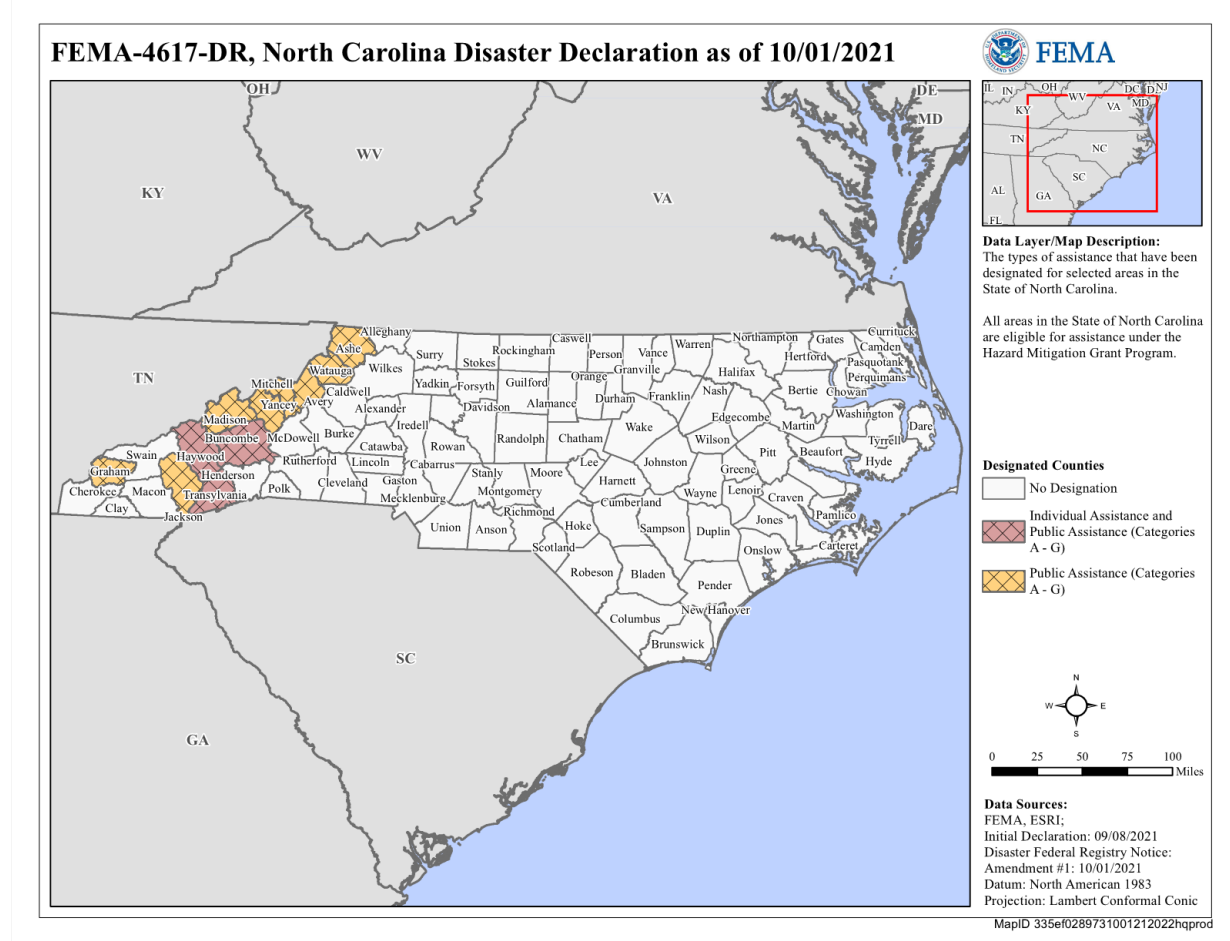 FEMA-4617-DR, North Carolina Disaster Declaration as of 10/01/2021
FEMA
OH
WV
KY
VA
DE
MD
TN
SC
GA
Alleghany
Ashe
Surry
Stokes
Rockingham
Caswell
Person
Vance
Granville
Warren
Northampton
Gates
Currituck
Camden
Hertford
Pasquotank
Perquimans
Chowan
Watauga
Wilkes
Halifax
Mitchell
Caldwell
Yadkin
Forsyth
Guilford
Orange
Durham
Franklin
Nash
Bertie
Yancey
Avery
Alexander
Davidson
Alamance
Edgecombe
Martin
Washington
Dare
Madison
Iredell
Wake
Buncombe
McDowell
Burke
Catawba
Rowan
Randolph
Chatham
Wilson
Pitt
Beaufort
Tyrrell
Hyde
Swain
Haywood
Rutherford
Lincoln
Cabarrus
Lee
Johnston
Greene
Graham
Henderson
Cleveland
Gaston
Stanly
Moore
Harnett
Cherokee
Macon
Transylvania
Polk
Mecklenburg
Montgomery
Wayne
Lenoir
Craven
Clay
Jackson
Richmond
Cumberland
Pamlico
Union
Anson
Hoke
Sampson
Duplin
Jones
Scotland
Onslow
Carteret
Robeson
Bladen
Pender
Columbus
New Hanover
Brunswick
IL
IN
OH
WV
DC
D
NJ
KY
VA
MD
TN
NC
SC
AL
GA
FL
Data Layer/Map Description:
The types of assistance that have been
designated for selected areas in the
State of North Carolina.
All areas in the State of North Carolina
are eligible for assistance under the
Hazard Mitigation Grant Program.
Designated Counties
No Designation
Individual Assistance and
Public Assistance (Categories
A - G)
Public Assistance (Categories
A - G)
N
W
E
S
0 25 50 75 100
Miles
Data Sources:
FEMA, ESRI;
Initial Declaration: 09/08/2021
Disaster Federal Registry Notice:
Amendment #1: 10/01/2021
Datum: North American 1983
Projection: Lambert Conformal Conic
MapID 335ef0289731001212022hqprod